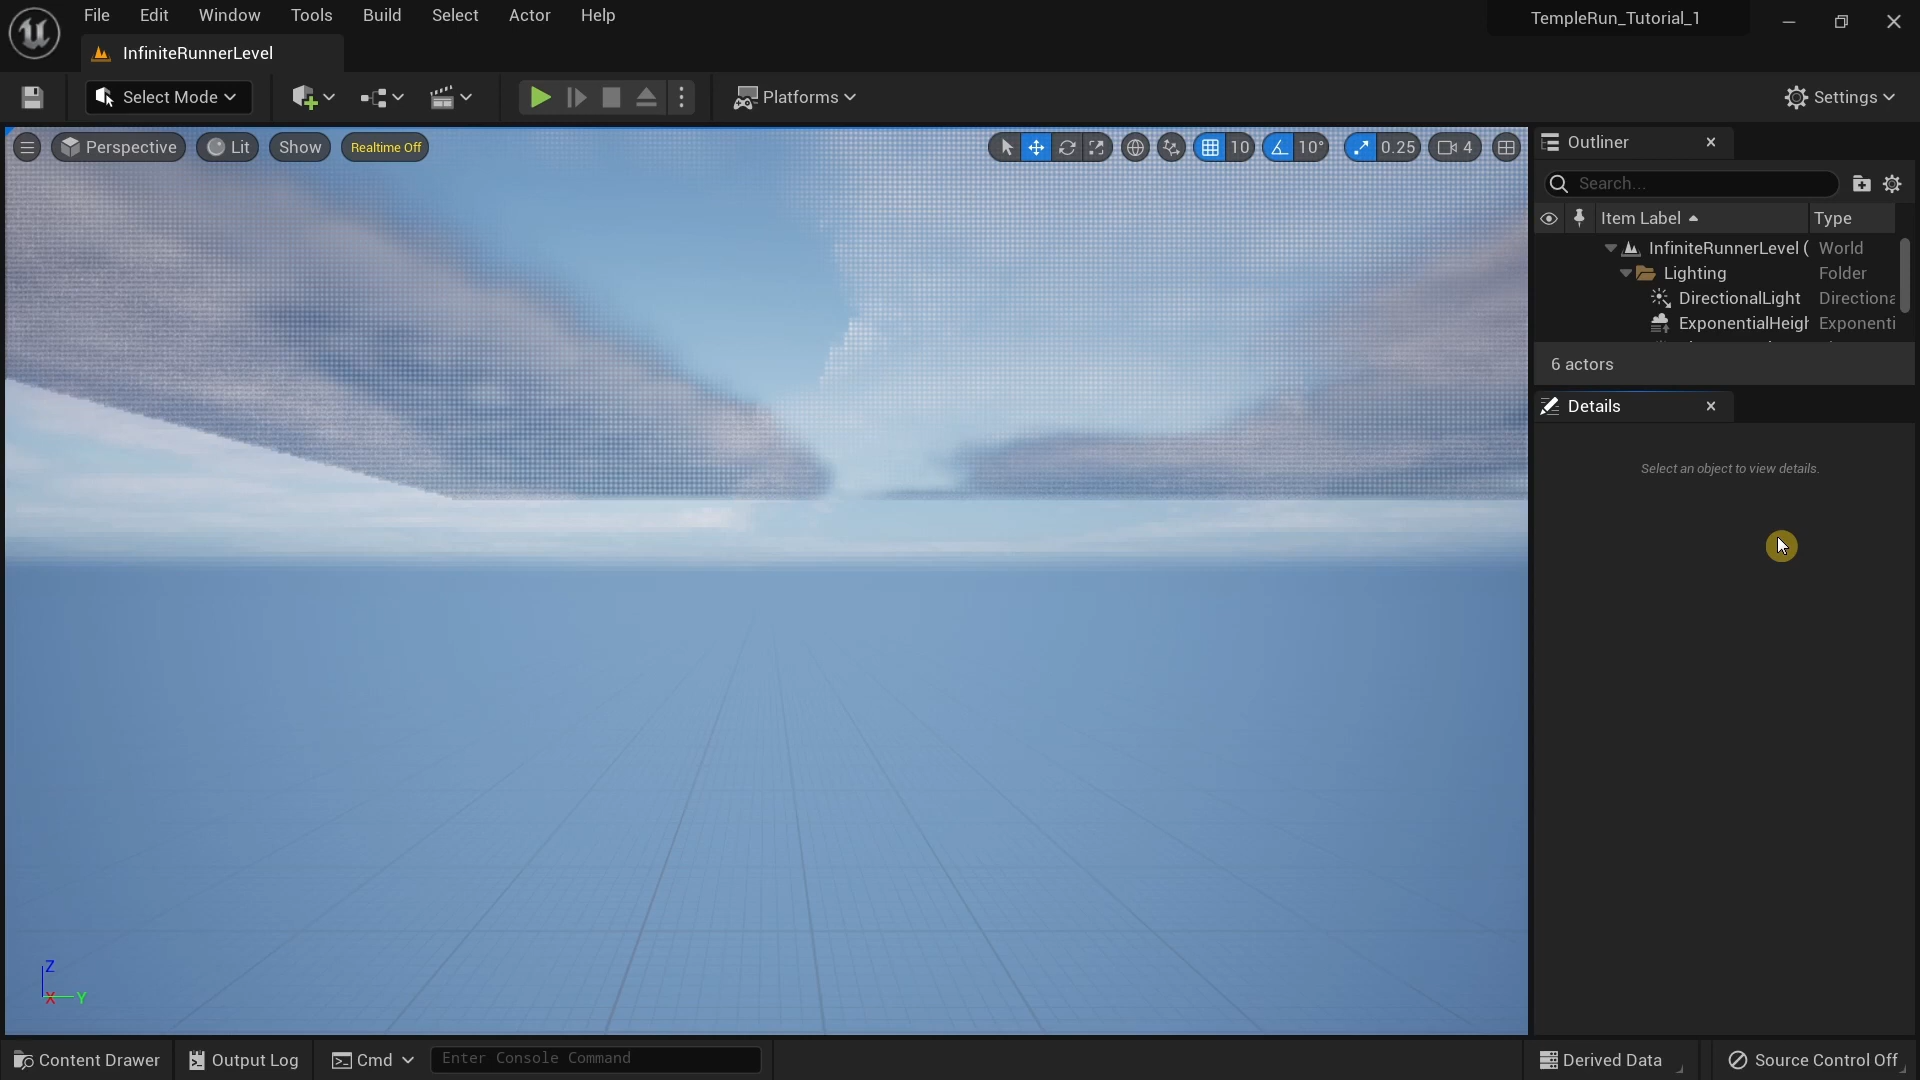 File Edit Window Tools Build Select Actor Help
TempleRun_Tutorial_1
InfiniteRunnerLevel
Select Mode
Platforms
Settings
Perspective Lit Show Realtime Off
10 10° 0.25 4
Outliner
Search...
Item Label Type
InfiniteRunnerLevel ( World
Lighting Folder
DirectionalLight Directiona
ExponentialHeigh Exponenti
6 actors
Details
Select an object to view details.
Z
X Y
Content Drawer Output Log Cmd Enter Console Command Derived Data Source Control Off